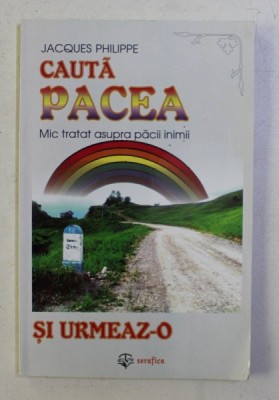 JACQUES PHILIPPE
CAUTĂ
PACEA
Mic tratat asupra păcii inimii
ŞI URMEAZ-O
serafica